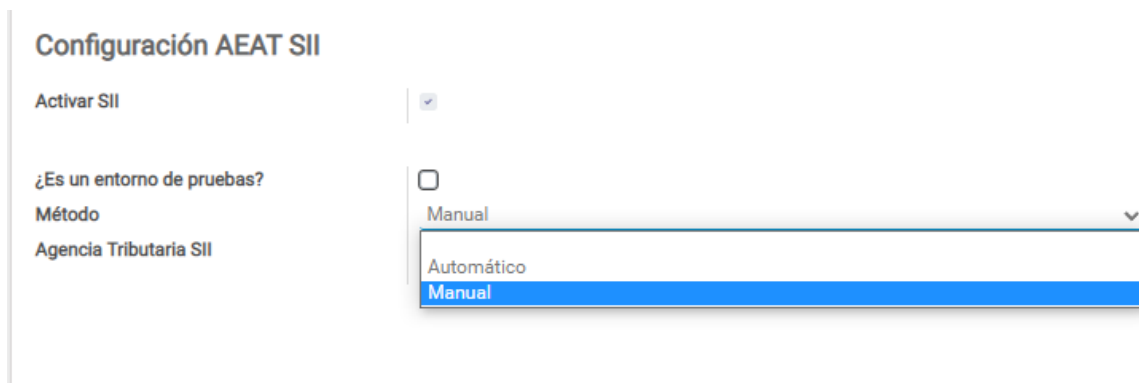 Configuración AEAT SII
Activar SII
¿Es un entorno de pruebas?
Método
Manual
Agencia Tributaria SII
Automático
Manual